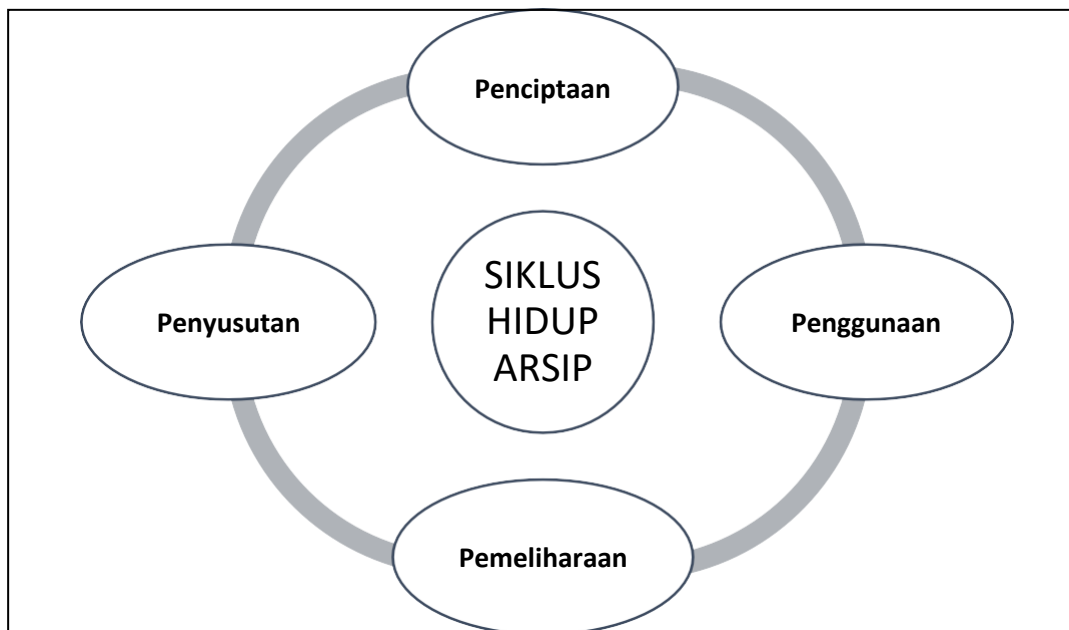 Penciptaan
Penyusutan
SIKLUS
HIDUP
ARSIP
Penggunaan
Pemeliharaan